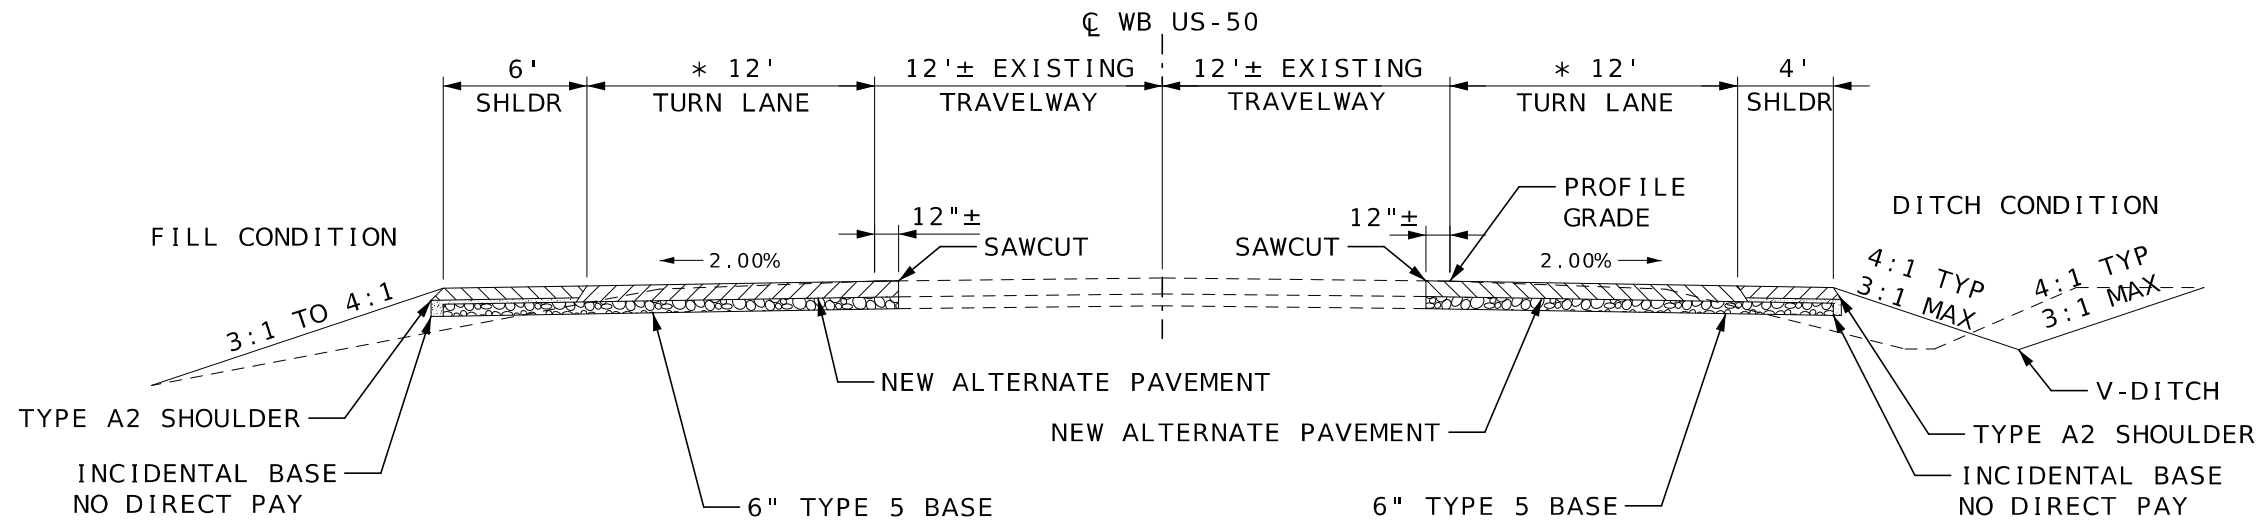 ℄ WB US-50
6'
* 12'
12'± EXISTING
12'± EXISTING
* 12'
4'
SHLDR
TURN LANE
TRAVELWAY
TRAVELWAY
TURN LANE
SHLDR
FILL CONDITION
12"±
SAWCUT
2.00%
3:1 TO 4:1
12"±
SAWCUT
PROFILE
GRADE
2.00%
DITCH CONDITION
4:1 TYP
3:1 MAX
4:1 TYP
3:1 MAX
NEW ALTERNATE PAVEMENT
TYPE A2 SHOULDER
INCIDENTAL BASE
NO DIRECT PAY
6" TYPE 5 BASE
NEW ALTERNATE PAVEMENT
V-DITCH
TYPE A2 SHOULDER
6" TYPE 5 BASE
INCIDENTAL BASE
NO DIRECT PAY